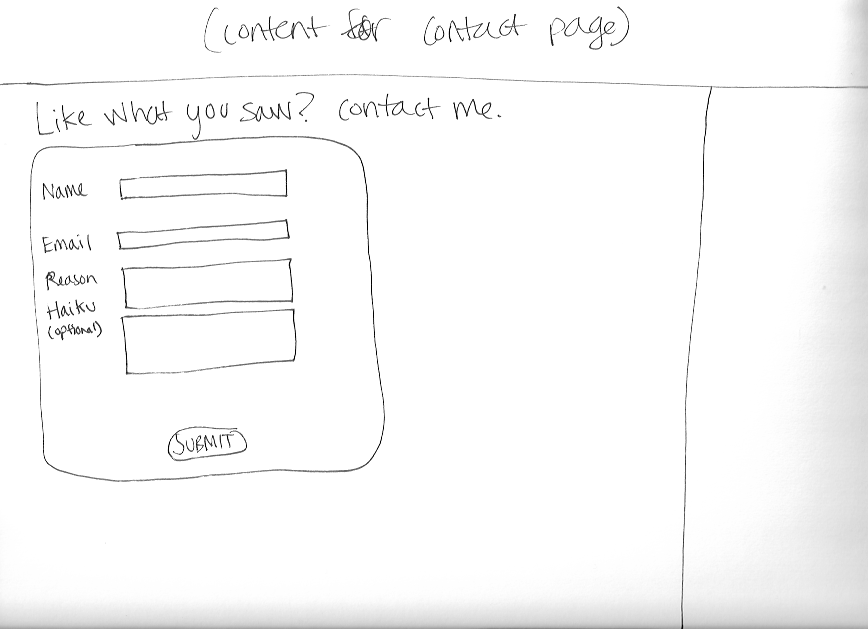 (content for contact page)
Like what you saw? contact me.
Name
Email
Reason
Haiku
(optional)
SUBMIT